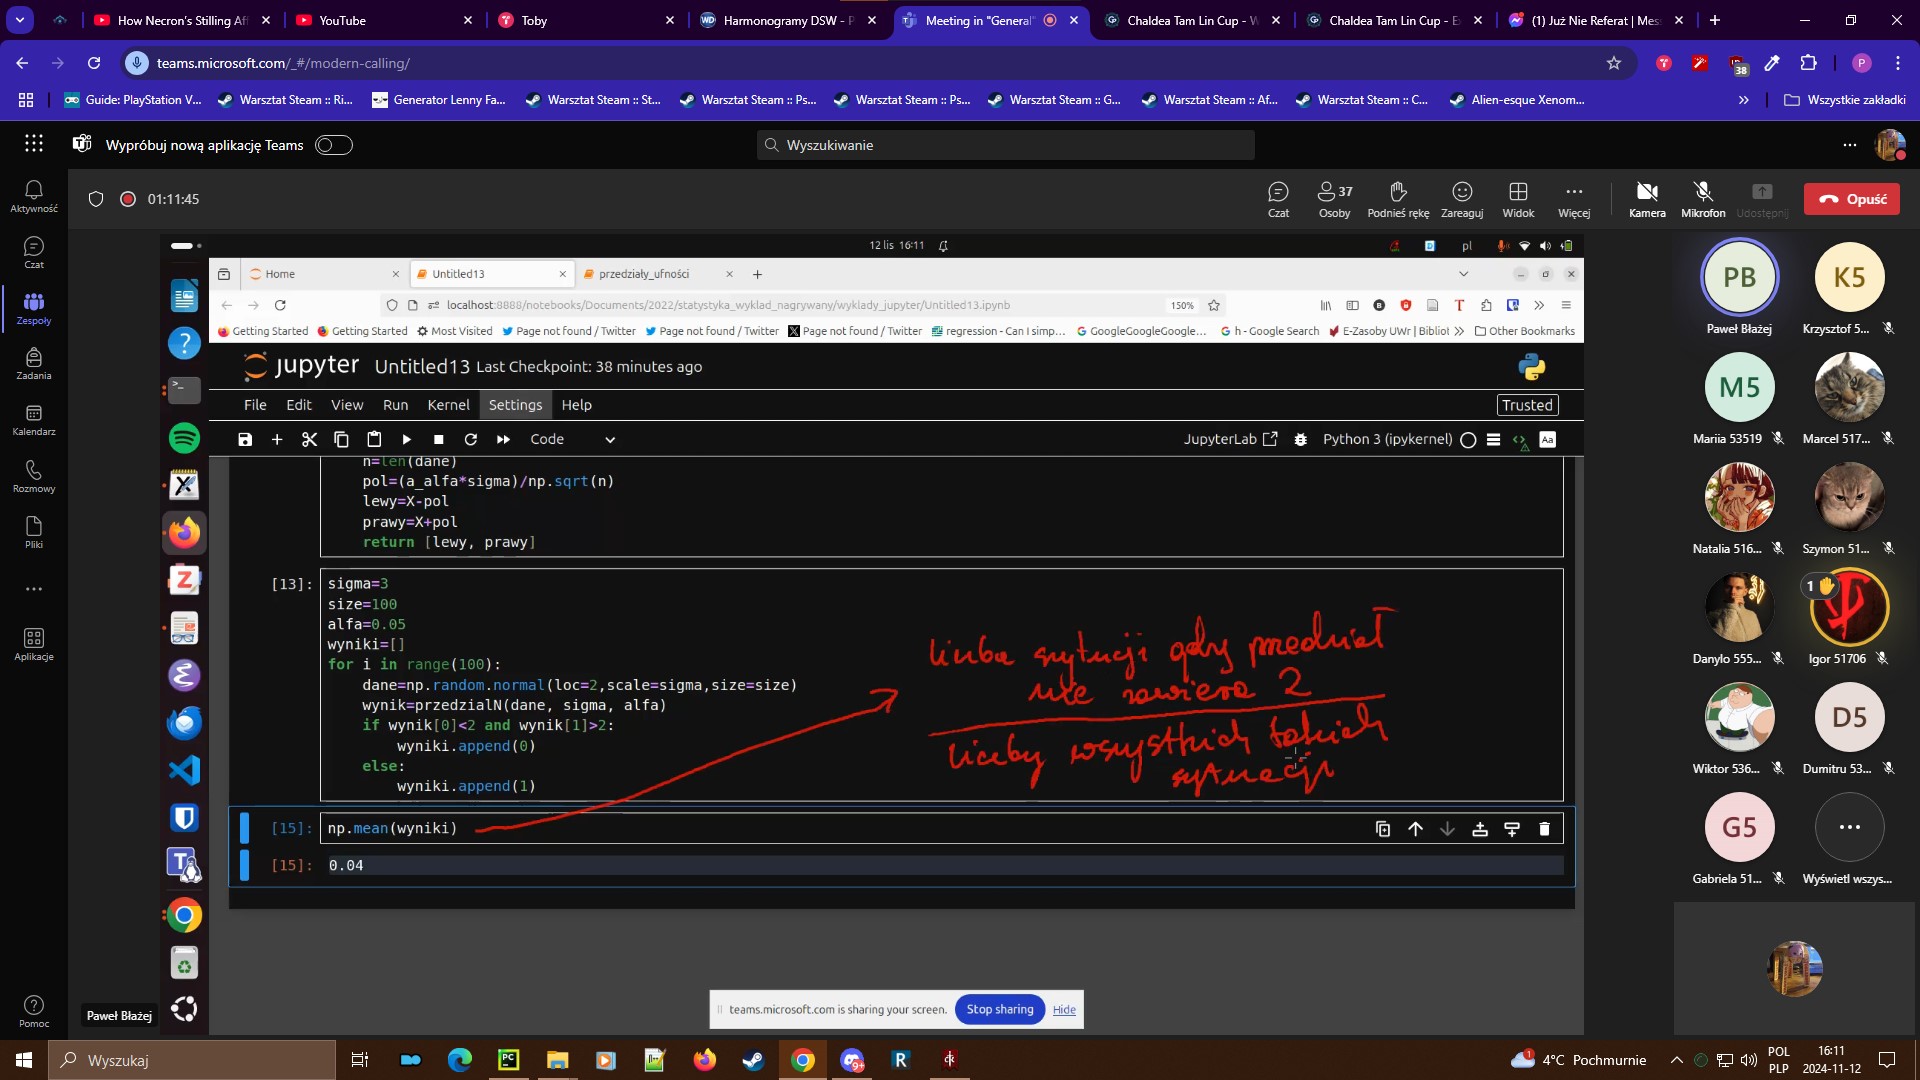 How Necron's Stilling Af
YouTube
Toby
Harmonogramy DSW - P
Meeting in "General"
Chaldea Tam Lin Cup - W
Chaldea Tam Lin Cup - E
(1) Już Nie Referat | Mes
teams.microsoft.com/_#/modern-calling/
38
P
Guide: PlayStation V...
Warsztat Steam :: Ri...
Generator Lenny Fa...
Warsztat Steam :: St...
Warsztat Steam :: Ps...
Warsztat Steam :: Ps...
Warsztat Steam :: G...
Warsztat Steam :: Af...
Warsztat Steam :: C...
Alien-esque Xenom...
Wszystkie zakładki
Wypróbuj nową aplikację Teams
Wyszukiwanie
01:11:45
Czat
37
Osoby
Podnieś rękę
Zareaguj
Widok
Więcej
Kamera
Mikrofon
Udostępnij
Opuść
Aktywność
Czat
Zespoły
Zadania
Kalendarz
Rozmowy
Pliki
Aplikacje
Pomoc
12 lis 16:11
pl
Home
Untitled13
przedziały_ufności
localhost:8888/notebooks/Documents/2022/statystyka_wyklad_nagrywany/wyklady_jupyter/Untitled13.ipynb
150%
Getting Started
Getting Started
Most Visited
Page not found / Twitter
Page not found / Twitter
Page not found / Twitter
regression - Can I simp...
GoogleGoogleGoogle...
h - Google Search
E-Zasoby UWr | Bibliot
Other Bookmarks
jupyter Untitled13 Last Checkpoint: 38 minutes ago
File Edit View Run Kernel Settings Help
Trusted
Code
JupyterLab
Python 3 (ipykernel)
n=len(dane)
pol=(a_alfa*sigma)/np.sqrt(n)
lewy=X-pol
prawy=X+pol
return [lewy, prawy]
[13]:
sigma=3
size=100
alfa=0.05
wyniki=[]
for i in range(100):
dane=np.random.normal(loc=2,scale=sigma,size=size)
wynik=przedzialN(dane, sigma, alfa)
if wynik[0]<2 and wynik[1]>2:
wyniki.append(0)
else:
wyniki.append(1)
liczba sytucji gdy przedział
nie zawiera 2
liczby wszystkich takich
sytuacji
[15]: np.mean(wyniki)
[15]: 0.04
teams.microsoft.com is sharing your screen.
Stop sharing
Hide
Paweł Błażej
PB
Paweł Błażej
K5
Krzysztof 5...
M5
Mariia 53519
Marcel 517...
Natalia 516...
Szymon 51...
Danylo 555...
1
Igor 51706
Wiktor 536...
D5
Dumitru 53...
G5
Gabriela 51...
Wyświetl wszys...
Wyszukaj
4°C Pochmurnie
POL
PLP
16:11
2024-11-12